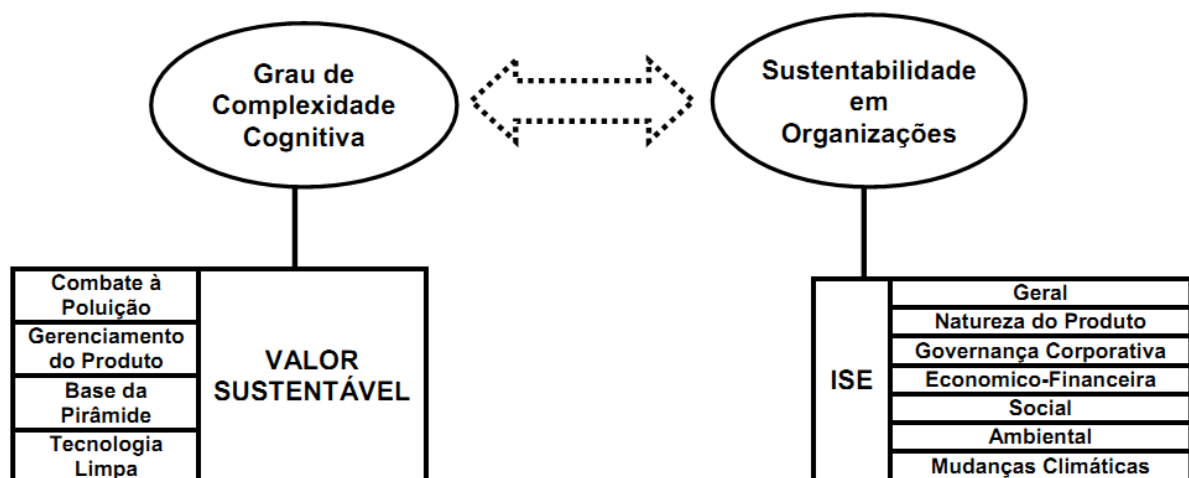 Grau de
Complexidade
Cognitiva
Sustentabilidade
em
Organizações
Combate à
Poluição
Gerenciamento
do Produto
Base da
Pirâmide
Tecnologia
Limpa
VALOR
SUSTENTÁVEL
ISE
Geral
Natureza do Produto
Governança Corporativa
Economico-Financeira
Social
Ambiental
Mudanças Climáticas